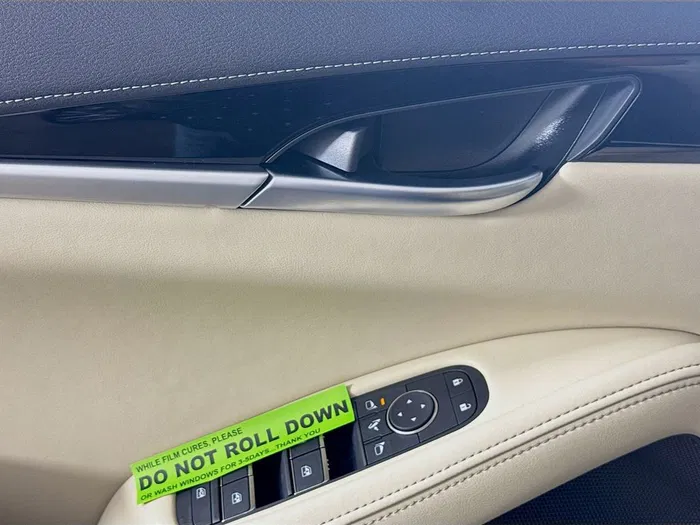 WHILE FILM CURES, PLEASE
DO NOT ROLL DOWN
OR WASH WINDOWS FOR 3-5DAYS...THANK YOU